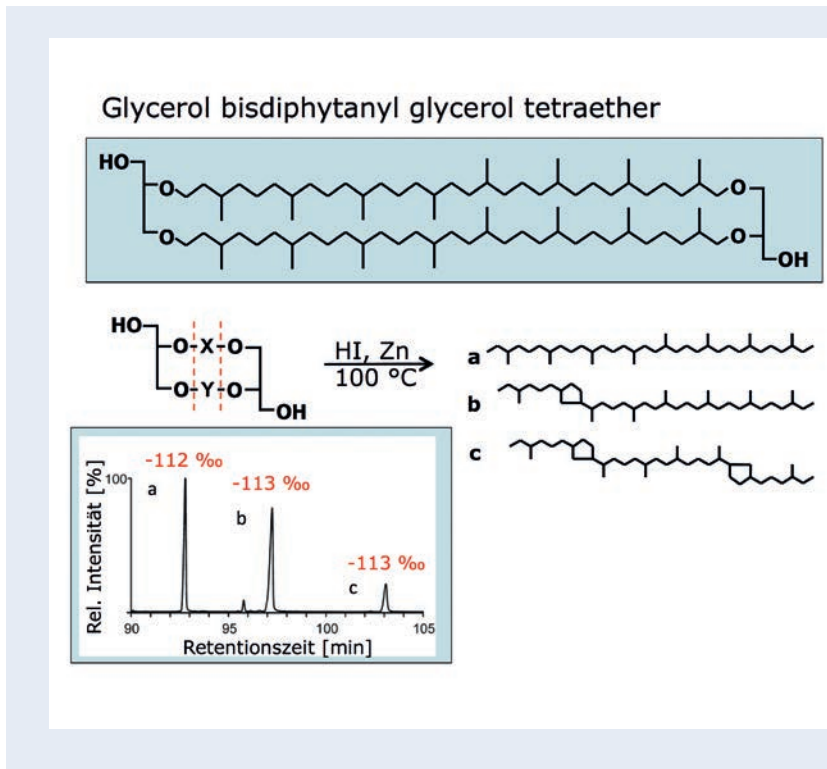 Glycerol bisdiphytanyl glycerol tetraether
HO
O
O
O
O
OH
HO
O-X-O
O-Y-O
OH
HI, Zn
100 °C
a
b
c
-112 ‰
-113 ‰
-113 ‰
a
b
c
Rel. Intensität [%]
100
90
95
100
105
Retentionszeit [min]